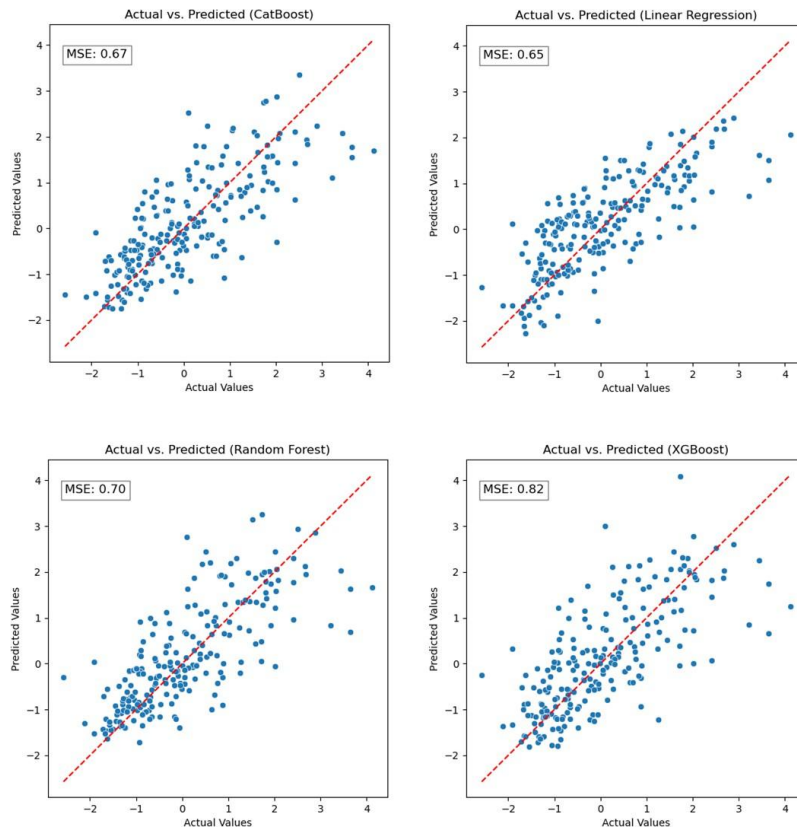 Actual vs. Predicted (CatBoost)
MSE: 0.67
4
3
2
1
0
−1
−2
Predicted Values
−2 −1 0 1 2 3 4
Actual Values
Actual vs. Predicted (Linear Regression)
MSE: 0.65
4
3
2
1
0
−1
−2
Predicted Values
−2 −1 0 1 2 3 4
Actual Values
Actual vs. Predicted (Random Forest)
MSE: 0.70
4
3
2
1
0
−1
−2
Predicted Values
−2 −1 0 1 2 3 4
Actual Values
Actual vs. Predicted (XGBoost)
MSE: 0.82
4
3
2
1
0
−1
−2
Predicted Values
−2 −1 0 1 2 3 4
Actual Values